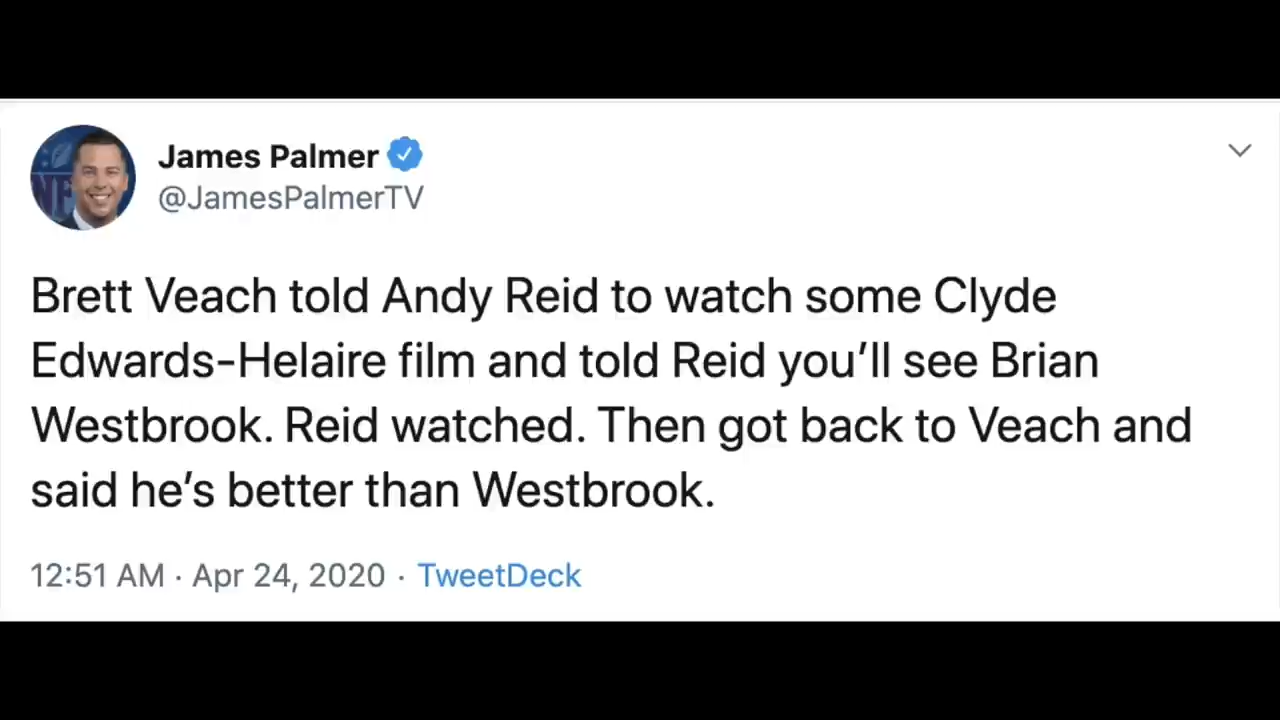 James Palmer
@JamesPalmerTV
Brett Veach told Andy Reid to watch some Clyde
Edwards-Helaire film and told Reid you’ll see Brian
Westbrook. Reid watched. Then got back to Veach and
said he’s better than Westbrook.
12:51 AM · Apr 24, 2020 · TweetDeck